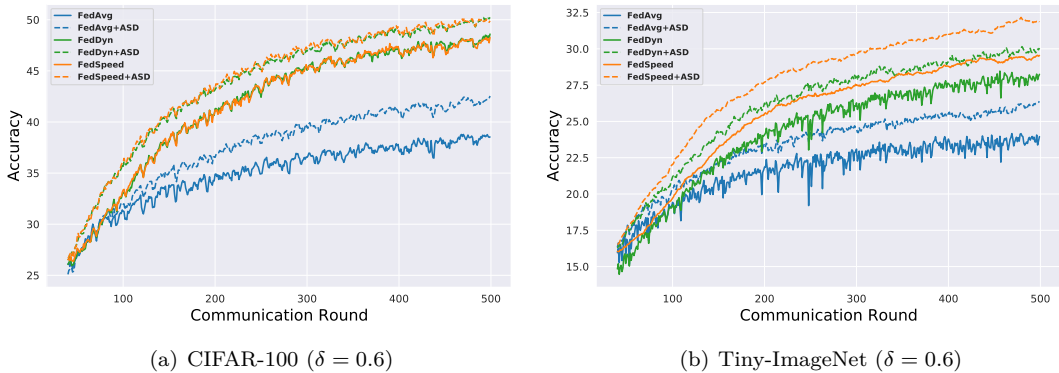 FedAvg
FedAvg+ASD
FedDyn
FedDyn+ASD
FedSpeed
FedSpeed+ASD
50
45
40
35
30
25
Accuracy
100
200
300
400
500
Communication Round
(a) CIFAR-100 (δ = 0.6)
FedAvg
FedAvg+ASD
FedDyn
FedDyn+ASD
FedSpeed
FedSpeed+ASD
32.5
30.0
27.5
25.0
22.5
20.0
17.5
15.0
Accuracy
100
200
300
400
500
Communication Round
(b) Tiny-ImageNet (δ = 0.6)